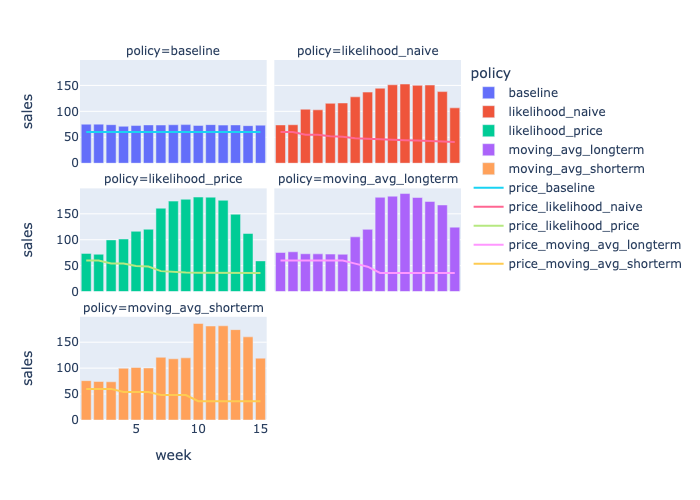 policy=baseline
policy=likelihood_naive
sales
150
100
50
0
policy=likelihood_price
policy=moving_avg_longterm
sales
150
100
50
0
policy=moving_avg_shorterm
sales
150
100
50
0
5
10
15
week
policy
baseline
likelihood_naive
likelihood_price
moving_avg_longterm
moving_avg_shorterm
price_baseline
price_likelihood_naive
price_likelihood_price
price_moving_avg_longterm
price_moving_avg_shorterm